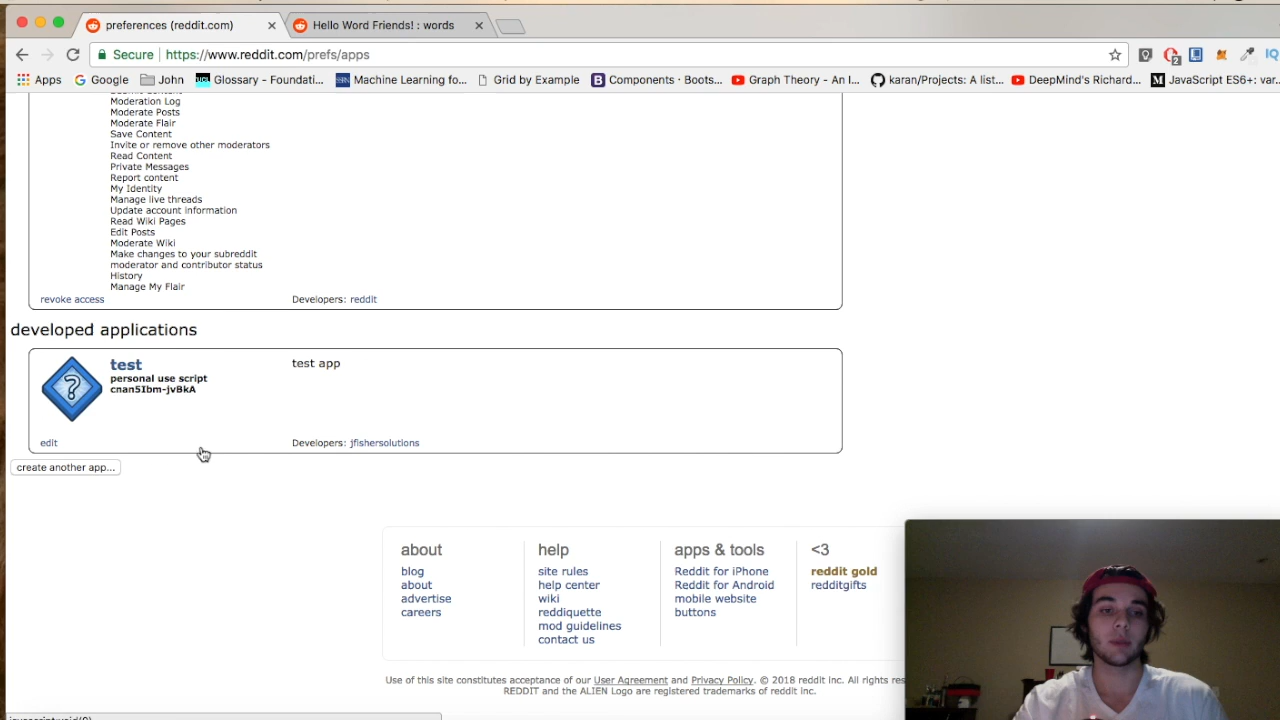 preferences (reddit.com)
Hello Word Friends! : words
Secure
https://www.reddit.com/prefs/apps
2
Apps
Google
John
UCL
Glossary - Foundati...
Machine Learning fo...
Grid by Example
B
Components · Boots...
Graph Theory - An I...
karan/Projects: A list...
DeepMind's Richard...
M
JavaScript ES6+: var...
Moderation Log
Moderate Posts
Moderate Flair
Save Content
Invite or remove other moderators
Read Content
Private Messages
Report content
My Identity
Manage live threads
Update account information
Read Wiki Pages
Edit Posts
Moderate Wiki
Make changes to your subreddit
moderator and contributor status
History
Manage My Flair
revoke access
Developers: reddit
developed applications
test
test app
personal use script
cnan5Ibm-jvBkA
edit
Developers: jfishersolutions
create another app...
about
blog
about
advertise
careers
help
site rules
help center
wiki
reddiquette
mod guidelines
contact us
apps & tools
Reddit for iPhone
Reddit for Android
mobile website
buttons
<3
reddit gold
redditgifts
Use of this site constitutes acceptance of our User Agreement and Privacy Policy. © 2018 reddit inc. All rights res
REDDIT and the ALIEN Logo are registered trademarks of reddit inc.